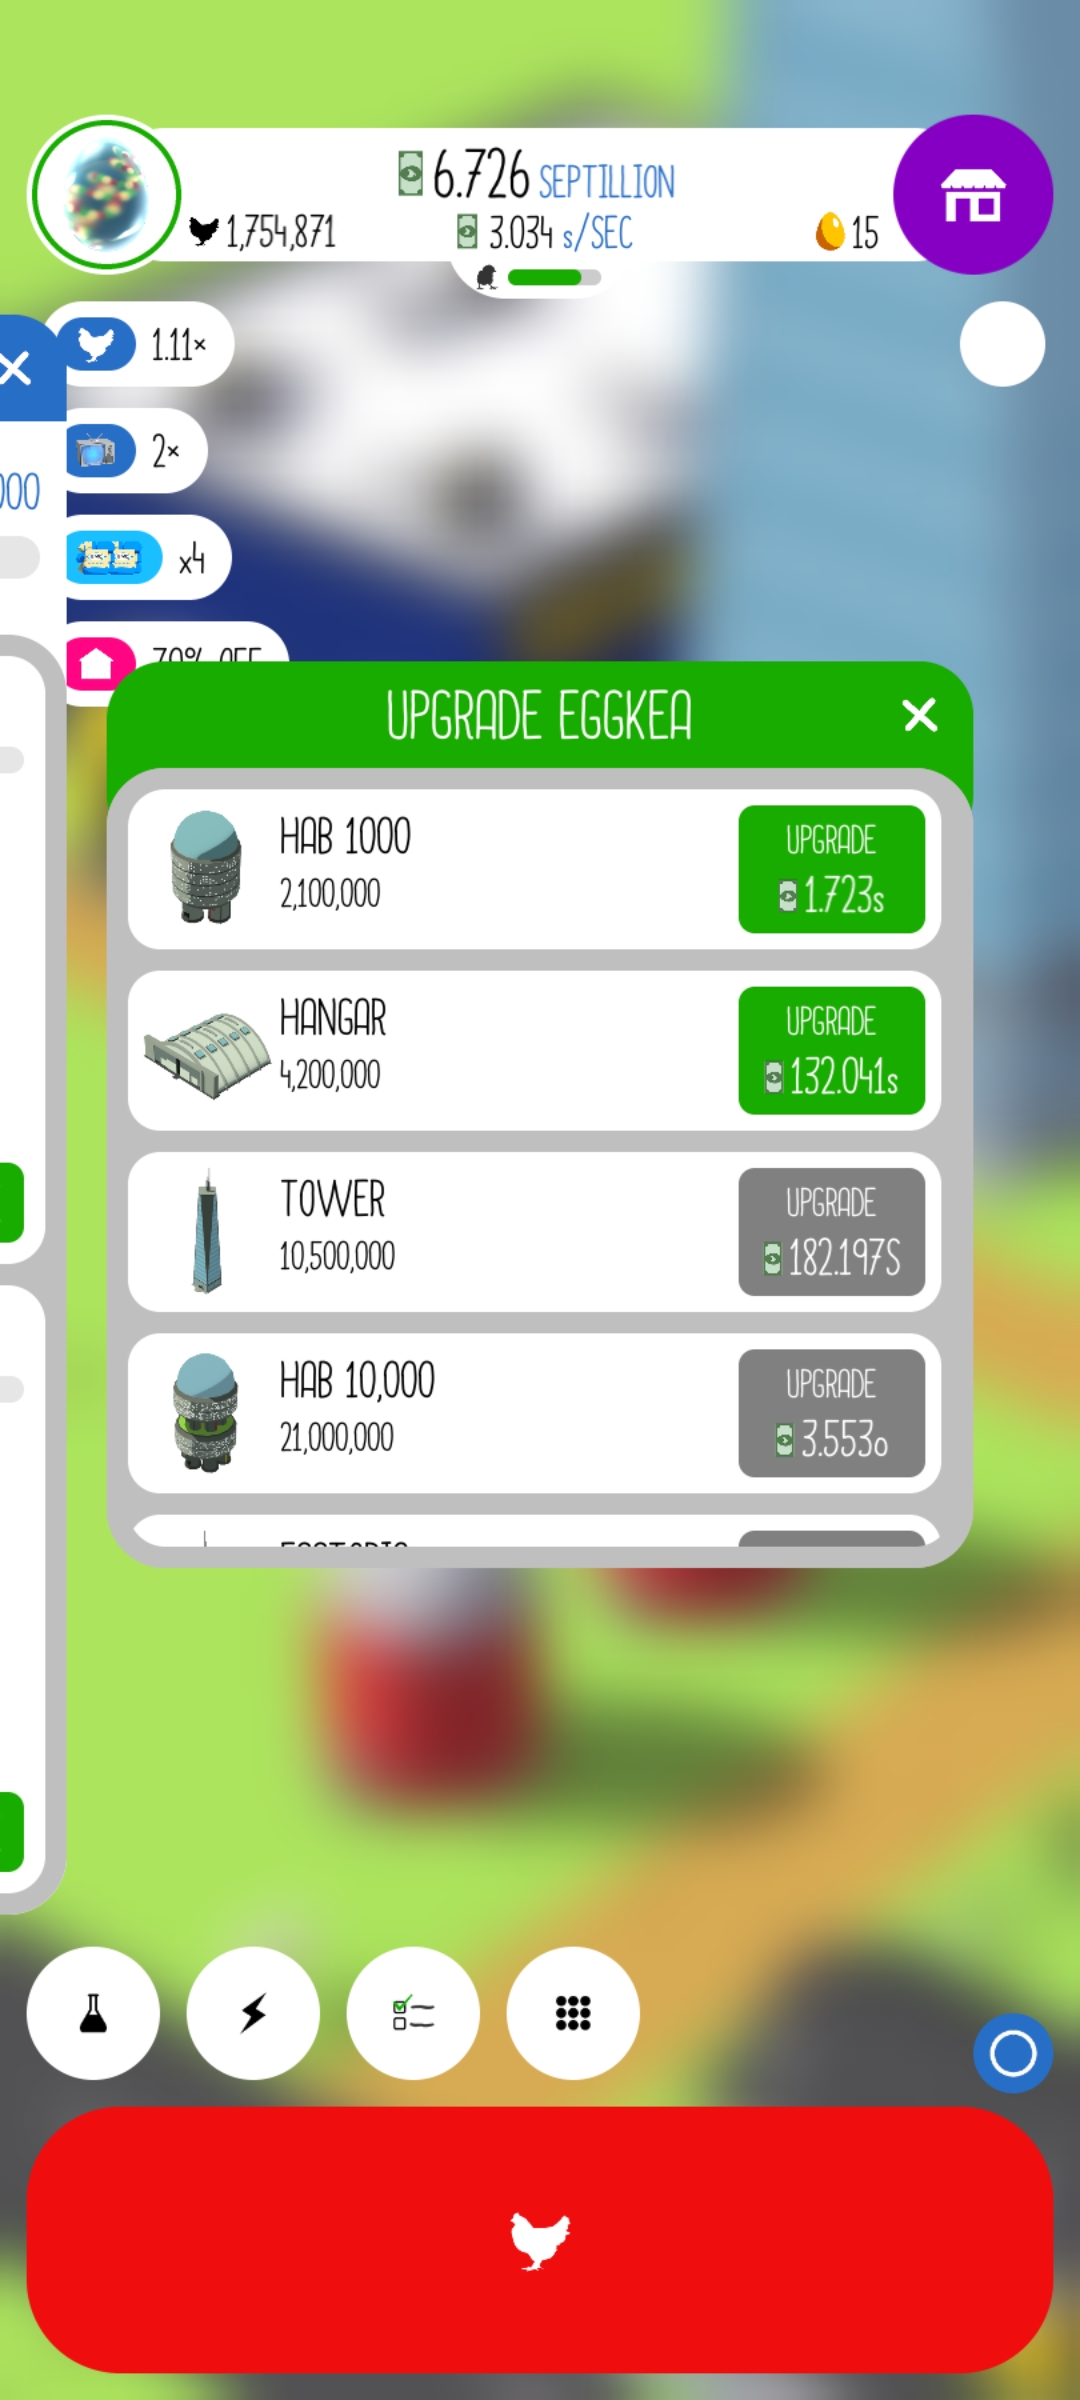 6.726 SEPTILLION
1,754,871
3.034 s/SEC
15
1.11×
2×
000
x4
70% OFF
UPGRADE EGGKEA
HAB 1000
2,100,000
UPGRADE
1.723s
HANGAR
4,200,000
UPGRADE
132.041s
TOWER
10,500,000
UPGRADE
182.197S
HAB 10,000
21,000,000
UPGRADE
3.553o